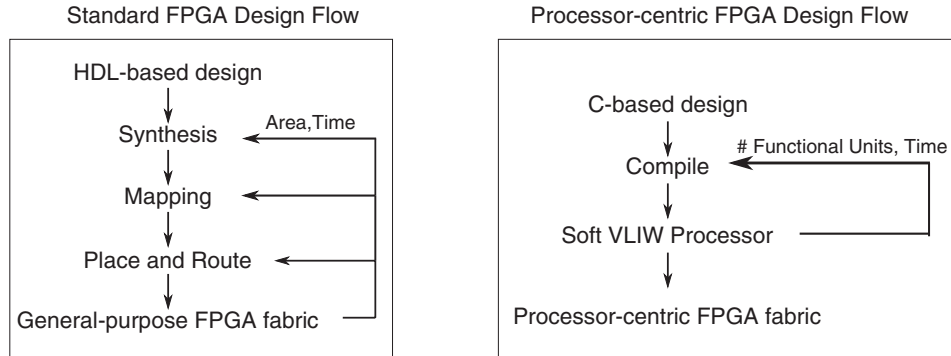 Standard FPGA Design Flow
HDL-based design
Synthesis
Area,Time
Mapping
Place and Route
General-purpose FPGA fabric
Processor-centric FPGA Design Flow
C-based design
# Functional Units, Time
Compile
Soft VLIW Processor
Processor-centric FPGA fabric